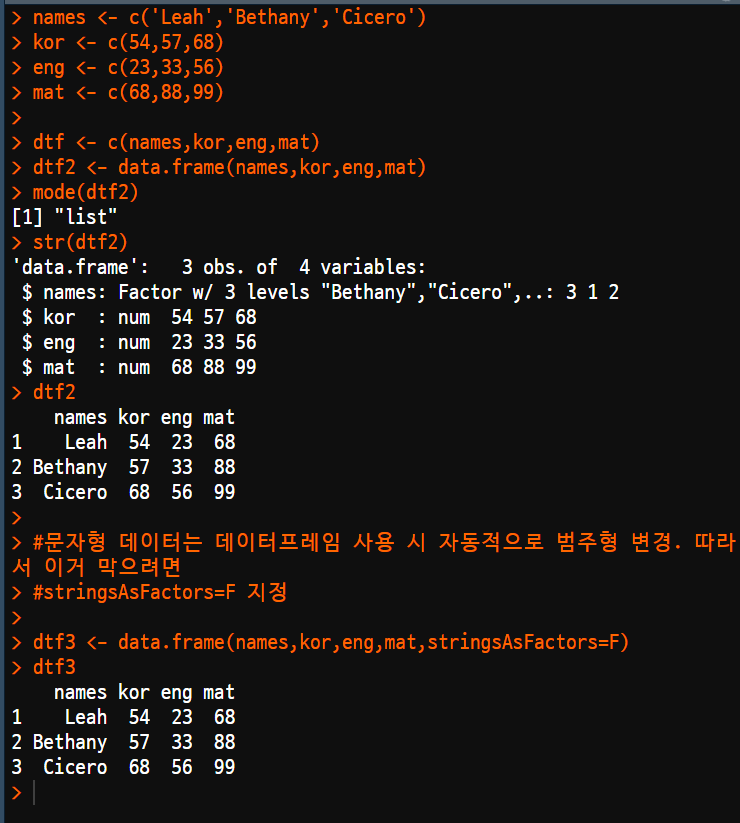 > names <- c('Leah','Bethany','Cicero')
> kor <- c(54,57,68)
> eng <- c(23,33,56)
> mat <- c(68,88,99)
>
> dtf <- c(names,kor,eng,mat)
> dtf2 <- data.frame(names,kor,eng,mat)
> mode(dtf2)
[1] "list"
> str(dtf2)
'data.frame':   3 obs. of  4 variables:
 $ names: Factor w/ 3 levels "Bethany","Cicero",..: 3 1 2
 $ kor  : num  54 57 68
 $ eng  : num  23 33 56
 $ mat  : num  68 88 99
> dtf2
    names kor eng mat
1    Leah  54  23  68
2 Bethany  57  33  88
3  Cicero  68  56  99
>
> #문자형 데이터는 데이터프레임 사용 시 자동적으로 범주형 변경. 따라
서 이거 막으려면
> #stringsAsFactors=F 지정
>
> dtf3 <- data.frame(names,kor,eng,mat,stringsAsFactors=F)
> dtf3
    names kor eng mat
1    Leah  54  23  68
2 Bethany  57  33  88
3  Cicero  68  56  99
>